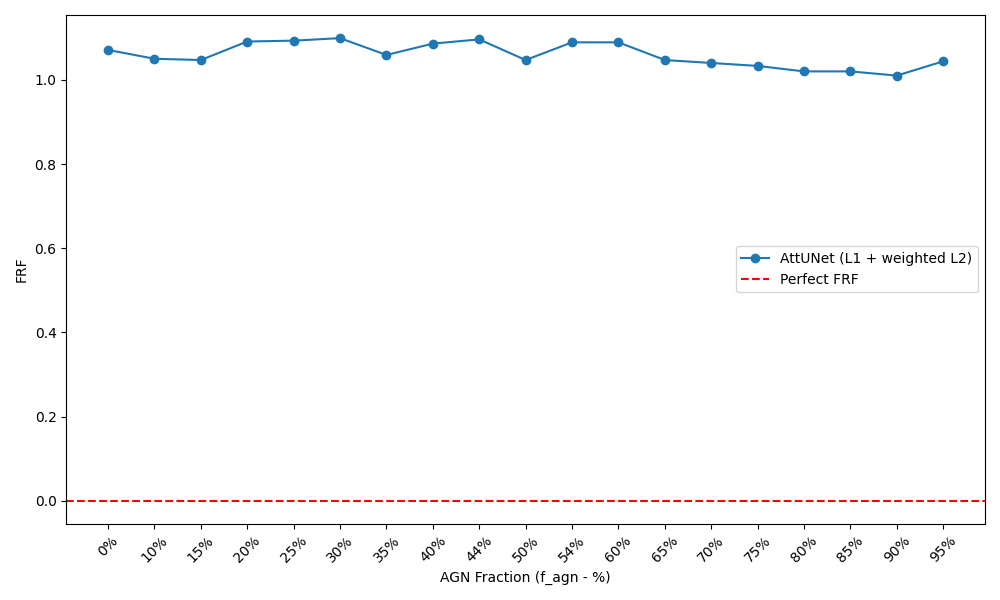 1.0
0.8
0.6
0.4
0.2
0.0
FRF
AttUNet (L1 + weighted L2)
Perfect FRF
0% 10% 15% 20% 25% 30% 35% 40% 44% 50% 54% 60% 65% 70% 75% 80% 85% 90% 95%
AGN Fraction (f_agn - %)